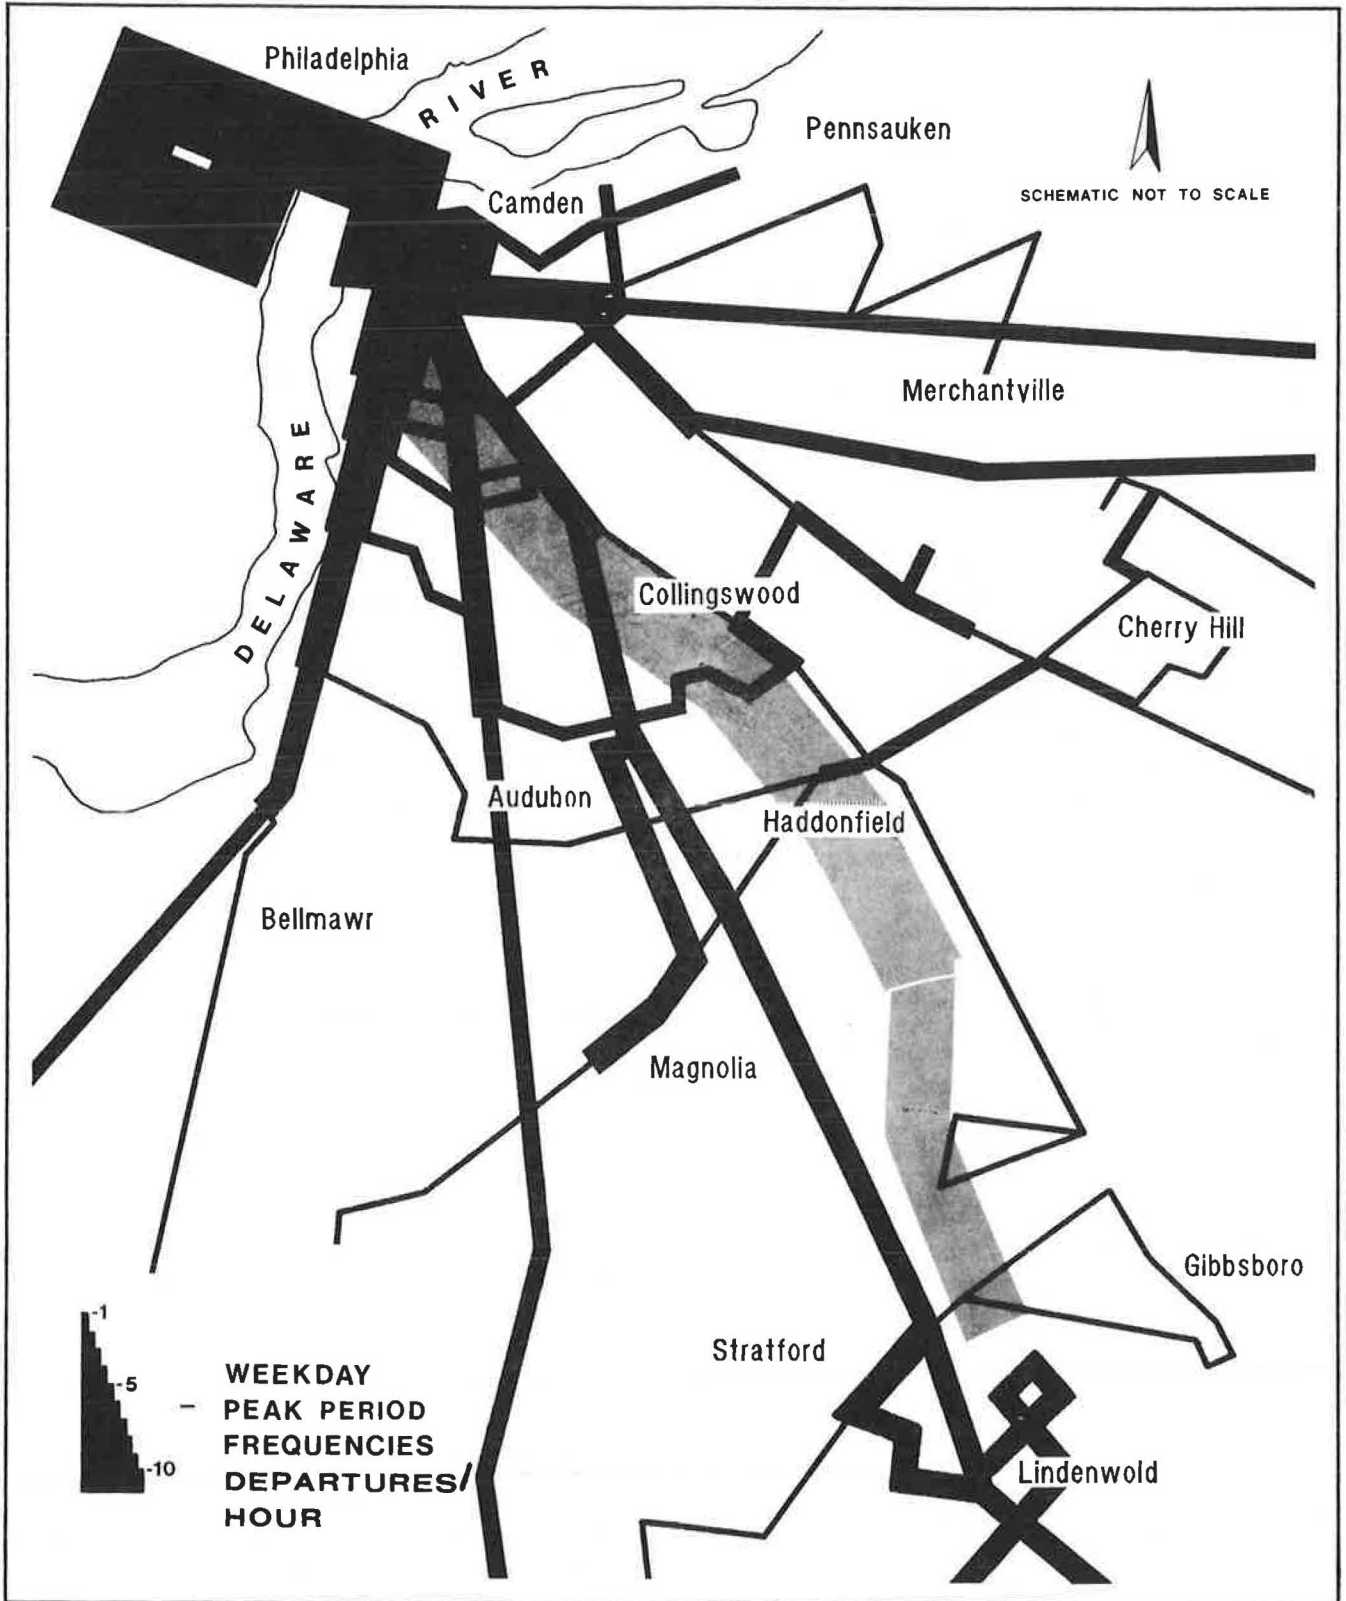 Philadelphia
RIVER
Pennsauken
SCHEMATIC NOT TO SCALE
Camden
Merchantville
DELAWARE
Collingswood
Cherry Hill
Audubon
Haddonfield
Bellmawr
Magnolia
Gibbsboro
Stratford
Lindenwold
-1
-5
-10
WEEKDAY
PEAK PERIOD
FREQUENCIES
DEPARTURES/
HOUR